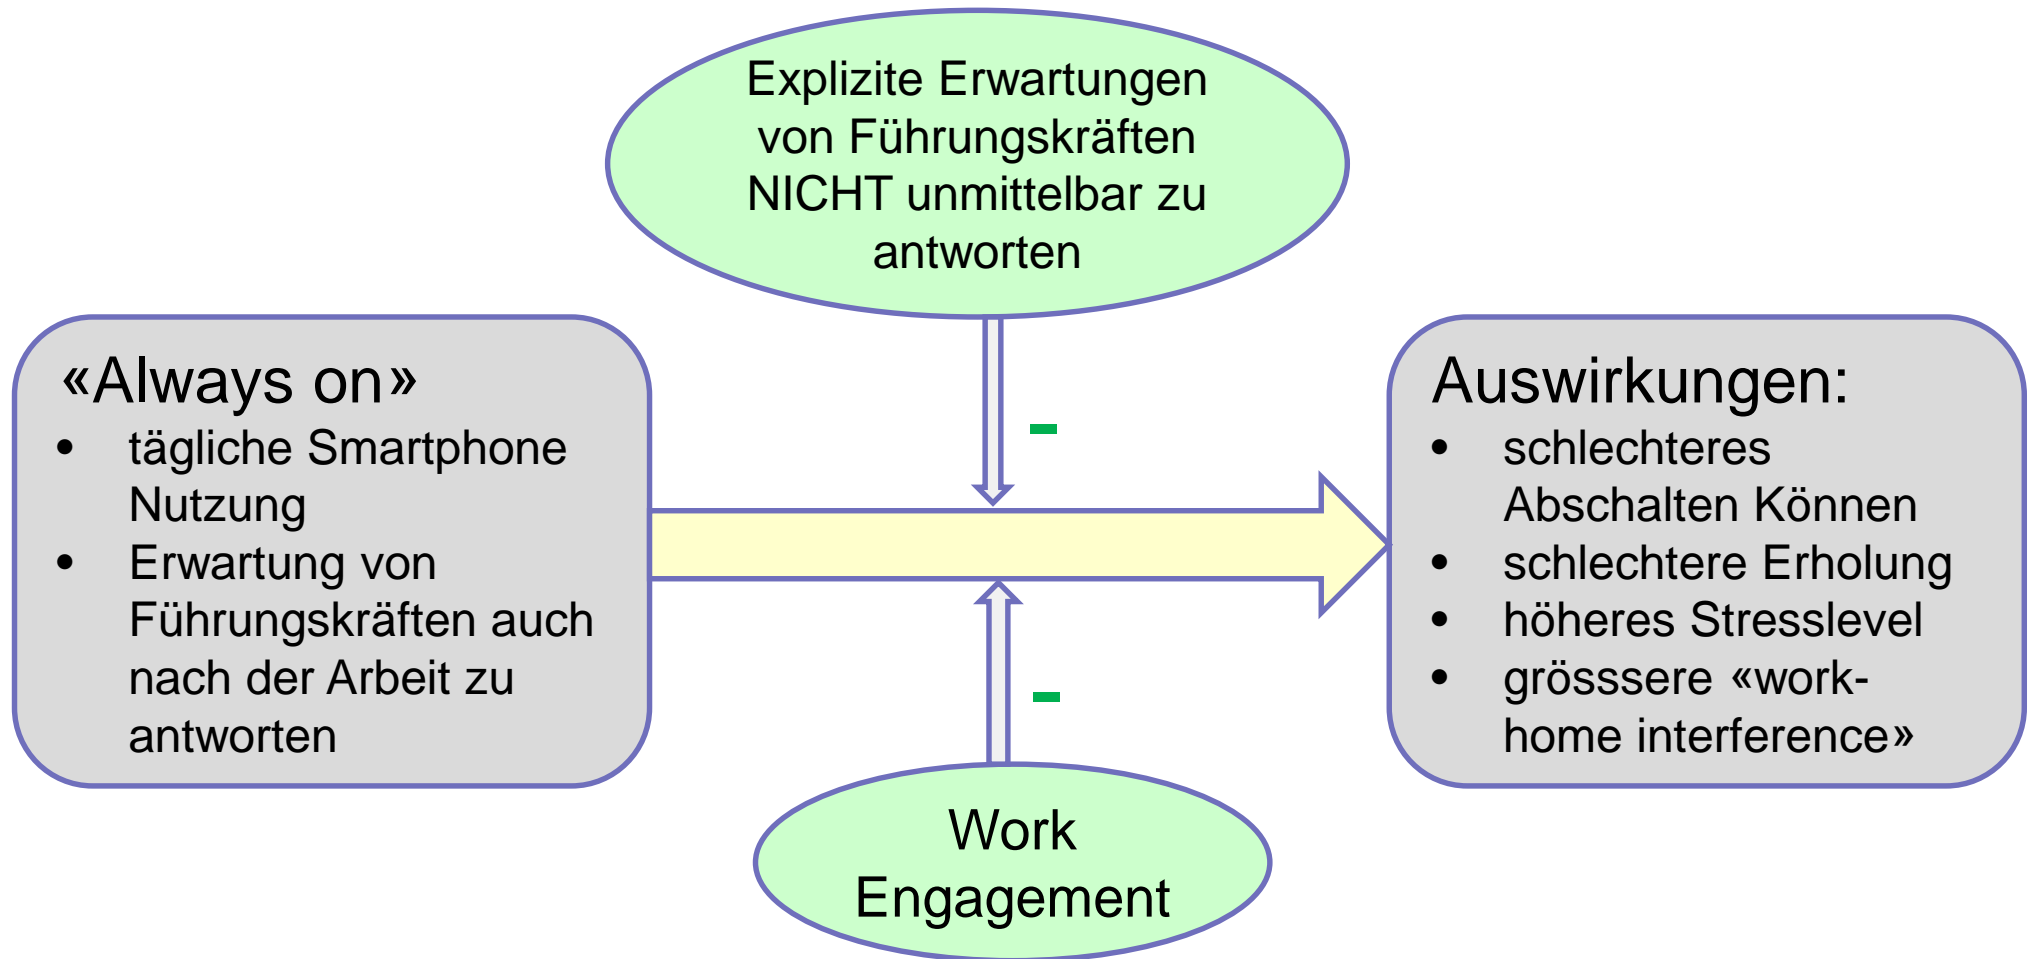 Explizite Erwartungen
von Führungskräften
NICHT unmittelbar zu
antworten
«Always on»
• tägliche Smartphone
Nutzung
• Erwartung von
Führungskräften auch
nach der Arbeit zu
antworten
-
-
Auswirkungen:
• schlechteres
Abschalten Können
• schlechtere Erholung
• höheres Stresslevel
• grösssere «work-
home interference»
Work
Engagement